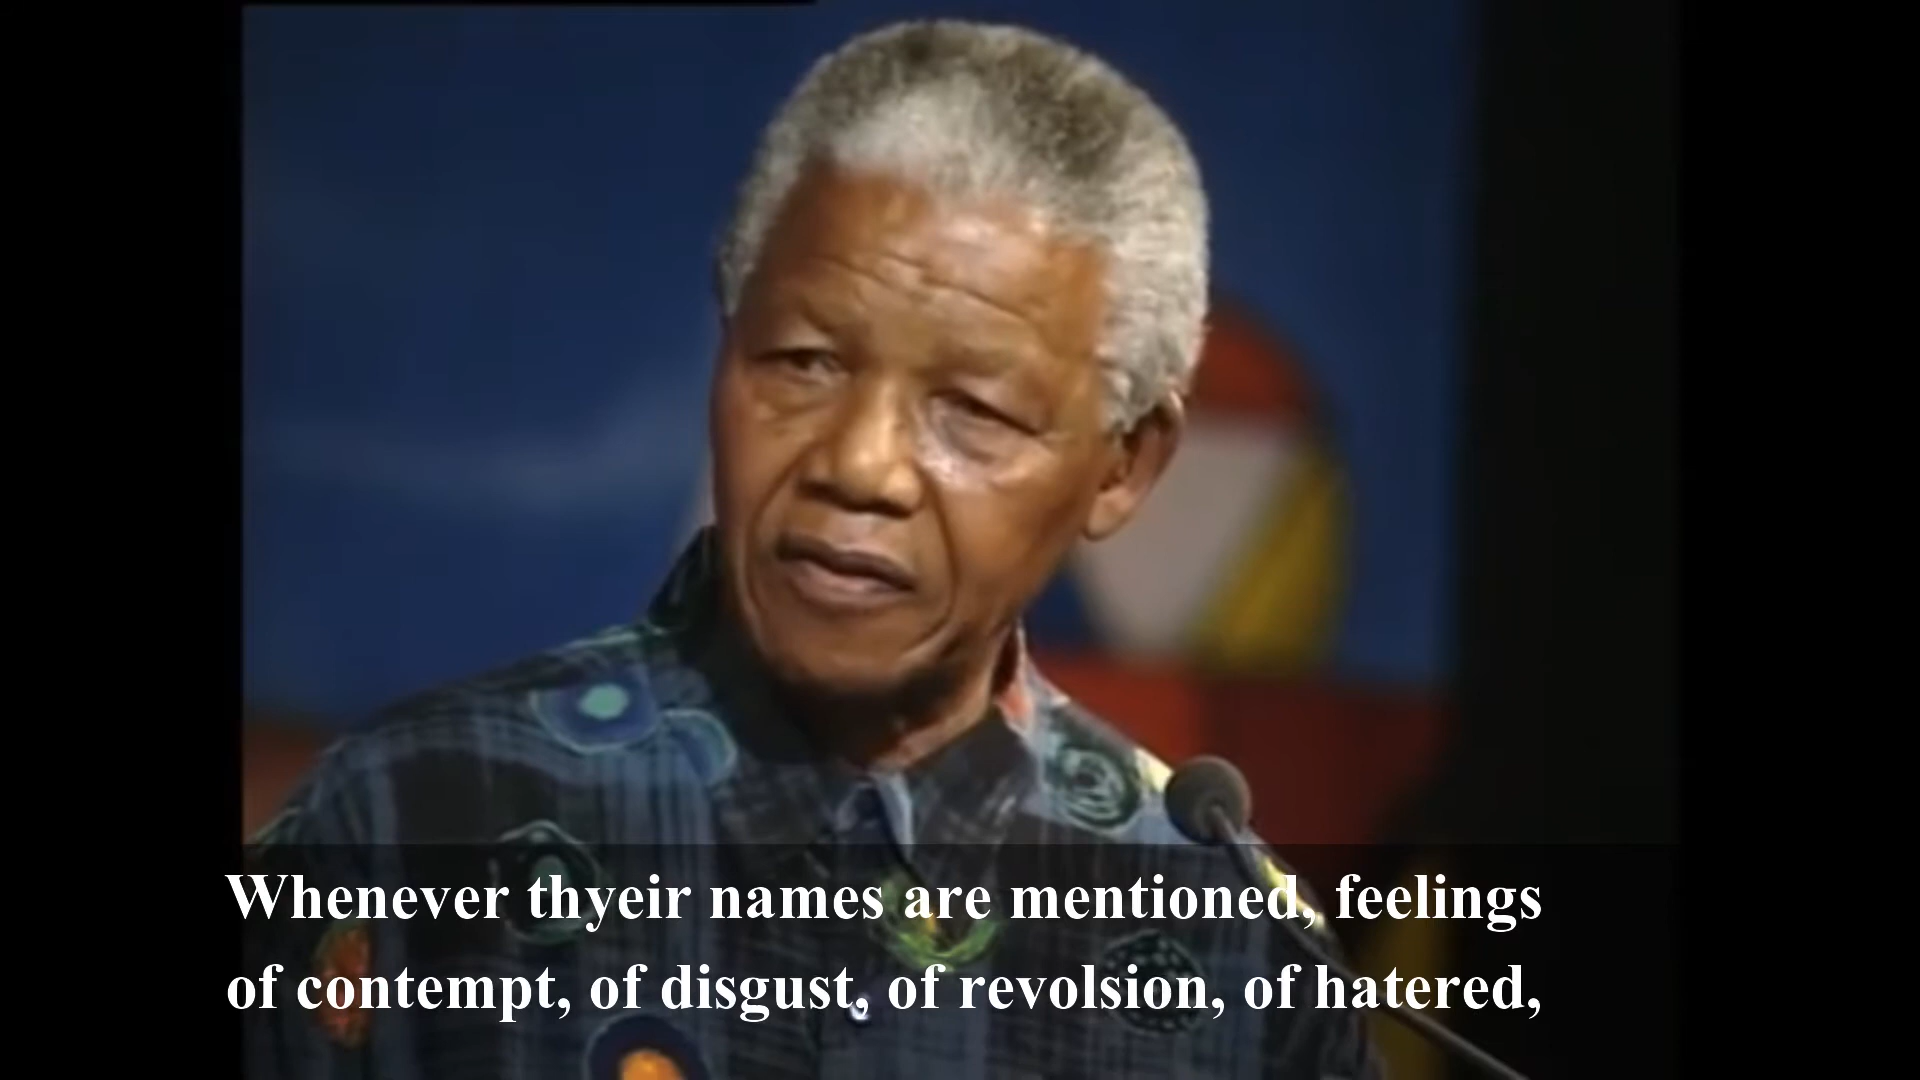 Whenever thyeir names are mentioned, feelings
of contempt, of disgust, of revolsion, of hatered,